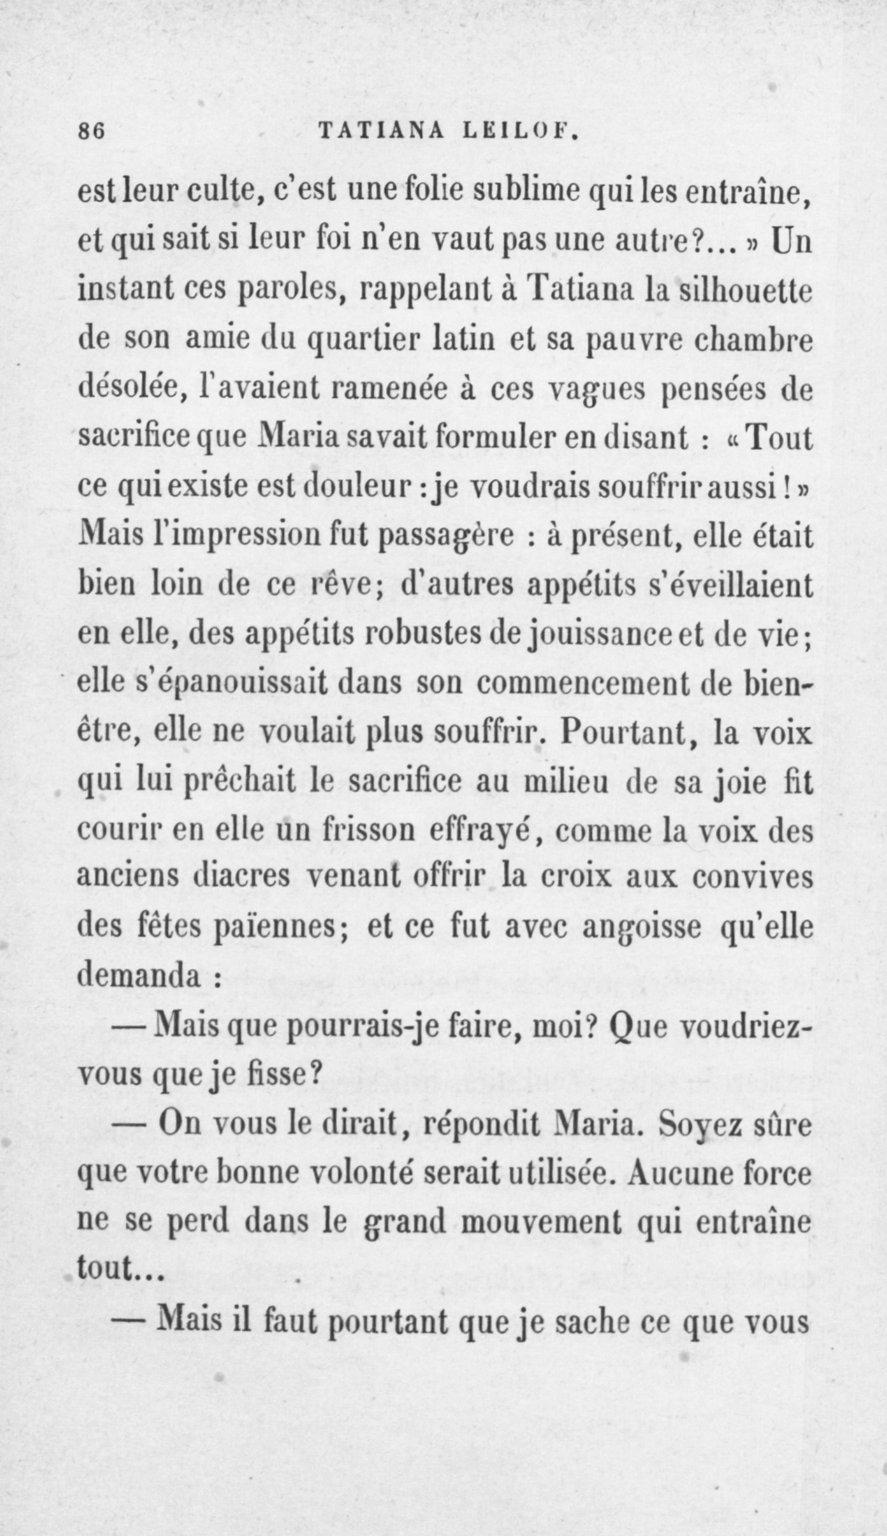 86 TATIANA LEILOF.
est leur culte, c'est une folie sublime qui les entraîne,
et qui sait si leur foi n'en vaut pas une autre?... » Un
instant ces paroles, rappelant à Tatiana la silhouette
de son amie du quartier latin et sa pauvre chambre
désolée, l'avaient ramenée à ces vagues pensées de
sacrifice que Maria savait formuler en disant : « Tout
ce qui existe est douleur : je voudrais souffrir aussi ! »
Mais l'impression fut passagère : à présent, elle était
bien loin de ce rêve; d'autres appétits s'éveillaient
en elle, des appétits robustes de jouissance et de vie;
elle s'épanouissait dans son commencement de bien-
être, elle ne voulait plus souffrir. Pourtant, la voix
qui lui prêchait le sacrifice au milieu de sa joie fit
courir en elle un frisson effrayé, comme la voix des
anciens diacres venant offrir la croix aux convives
des fêtes païennes; et ce fut avec angoisse qu'elle
demanda :
— Mais que pourrais-je faire, moi? Que voudriez-
vous que je fisse?
— On vous le dirait, répondit Maria. Soyez sûre
que votre bonne volonté serait utilisée. Aucune force
ne se perd dans le grand mouvement qui entraîne
tout...
— Mais il faut pourtant que je sache ce que vous